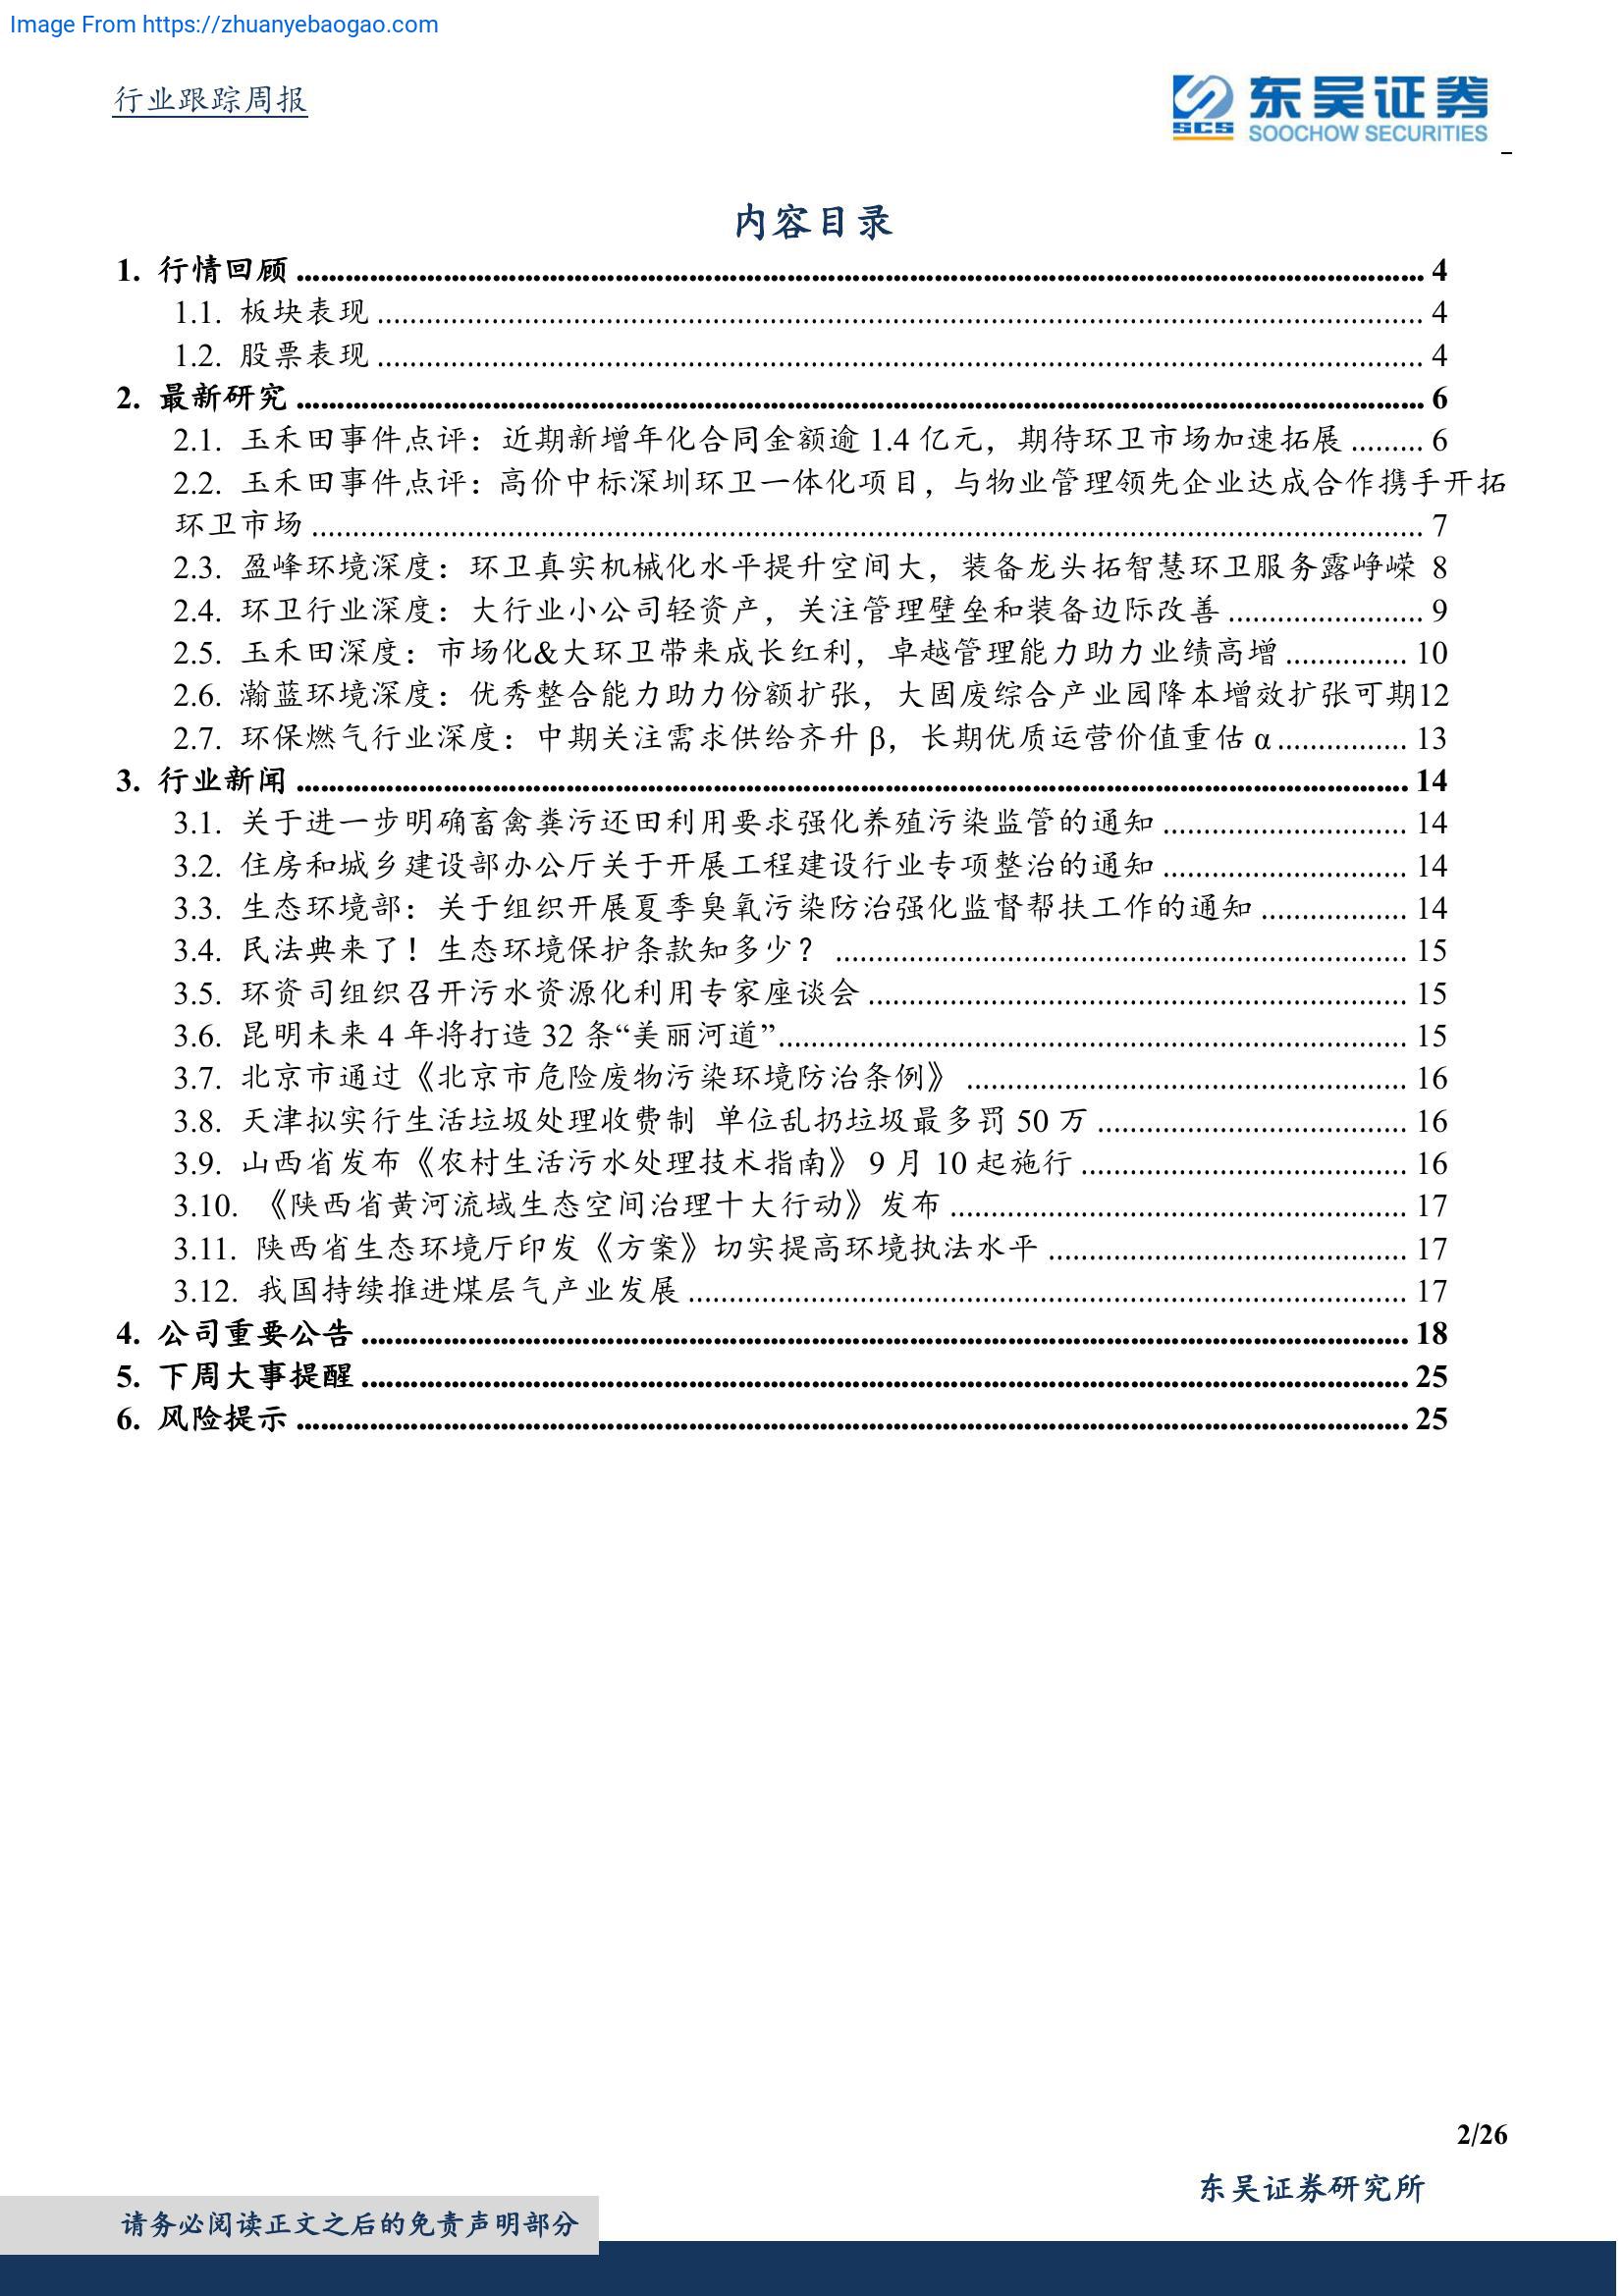 Image From https://zhuanyebaogao.com
行业跟踪周报
东吴证券
SCS
SOOCHOW SECURITIES
内容目录
1. 行情回顾 ........ 4
1.1. 板块表现 ........ 4
1.2. 股票表现 ........ 4
2. 最新研究 ........ 6
2.1. 玉禾田事件点评：近期新增年化合同金额逾 1.4 亿元，期待环卫市场加速拓展 ......... 6
2.2. 玉禾田事件点评：高价中标深圳环卫一体化项目，与物业管理领先企业达成合作携手开拓
环卫市场 ........ 7
2.3. 盈峰环境深度：环卫真实机械化水平提升空间大，装备龙头拓智慧环卫服务露峥嵘 8
2.4. 环卫行业深度：大行业小公司轻资产，关注管理壁垒和装备边际改善 ........ 9
2.5. 玉禾田深度：市场化&大环卫带来成长红利，卓越管理能力助力业绩高增 ........ 10
2.6. 瀚蓝环境深度：优秀整合能力助力份额扩张，大固废综合产业园降本增效扩张可期12
2.7. 环保燃气行业深度：中期关注需求供给齐升 β，长期优质运营价值重估 α ........ 13
3. 行业新闻 ........ 14
3.1. 关于进一步明确畜禽粪污还田利用要求强化养殖污染监管的通知 ........ 14
3.2. 住房和城乡建设部办公厅关于开展工程建设行业专项整治的通知 ........ 14
3.3. 生态环境部：关于组织开展夏季臭氧污染防治强化监督帮扶工作的通知 ........ 14
3.4. 民法典来了！生态环境保护条款知多少？ ........ 15
3.5. 环资司组织召开污水资源化利用专家座谈会 ........ 15
3.6. 昆明未来 4 年将打造 32 条“美丽河道” ........ 15
3.7. 北京市通过《北京市危险废物污染环境防治条例》 ........ 16
3.8. 天津拟实行生活垃圾处理收费制 单位乱扔垃圾最多罚 50 万 ........ 16
3.9. 山西省发布《农村生活污水处理技术指南》 9 月 10 起施行 ........ 16
3.10. 《陕西省黄河流域生态空间治理十大行动》发布 ........ 17
3.11. 陕西省生态环境厅印发《方案》切实提高环境执法水平 ........ 17
3.12. 我国持续推进煤层气产业发展 ........ 17
4. 公司重要公告 ........ 18
5. 下周大事提醒 ........ 25
6. 风险提示 ........ 25
2/26
东吴证券研究所
请务必阅读正文之后的免责声明部分